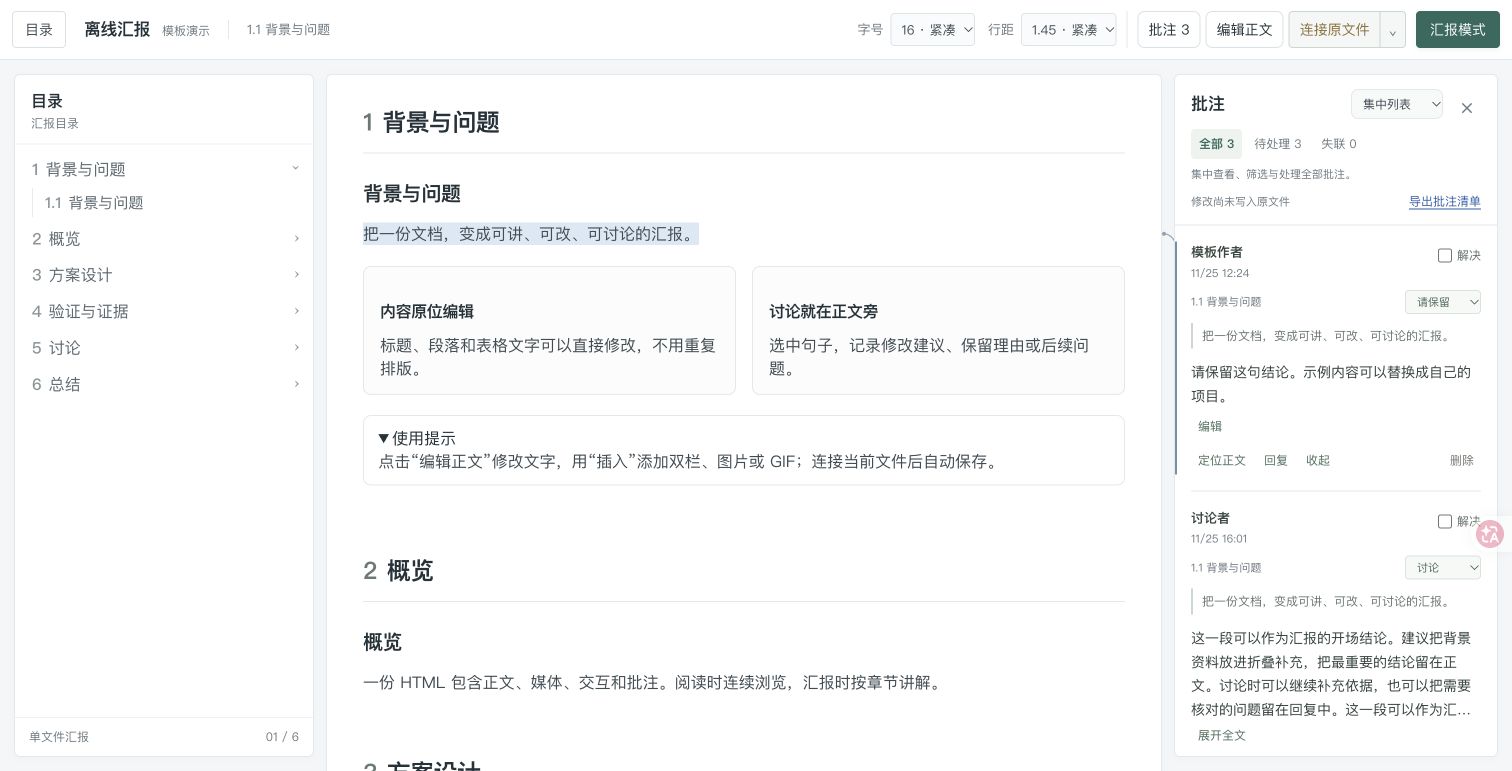 目录
离线汇报 模板演示
1.1 背景与问题
字号 16 · 紧凑
行距 1.45 · 紧凑
批注 3
编辑正文
连接原文件
汇报模式
目录
汇报目录
1 背景与问题
1.1 背景与问题
2 概览
3 方案设计
4 验证与证据
5 讨论
6 总结
单文件汇报 01 / 6
1 背景与问题
背景与问题
把一份文档，变成可讲、可改、可讨论的汇报。
内容原位编辑
标题、段落和表格文字可以直接修改，不用重复
排版。
讨论就在正文旁
选中句子，记录修改建议、保留理由或后续问
题。
▼使用提示
点击“编辑正文”修改文字，用“插入”添加双栏、图片或 GIF；连接当前文件后自动保存。
2 概览
概览
一份 HTML 包含正文、媒体、交互和批注。阅读时连续浏览，汇报时按章节讲解。
3 方案设计
批注
集中列表
全部 3 待处理 3 失联 0
集中查看、筛选与处理全部批注。
修改尚未写入原文件 导出批注清单
模板作者 解决
11/25 12:24
1.1 背景与问题 请保留
把一份文档，变成可讲、可改、可讨论的汇报。
请保留这句结论。示例内容可以替换成自己的
项目。
编辑
定位正文 回复 收起 删除
讨论者 解决
11/25 16:01
1.1 背景与问题 讨论
把一份文档，变成可讲、可改、可讨论的汇报。
这一段可以作为汇报的开场结论。建议把背景
资料放进折叠补充，把最重要的结论留在正
文。讨论时可以继续补充依据，也可以把需要
核对的问题留在回复中。这一段可以作为汇…
展开全文